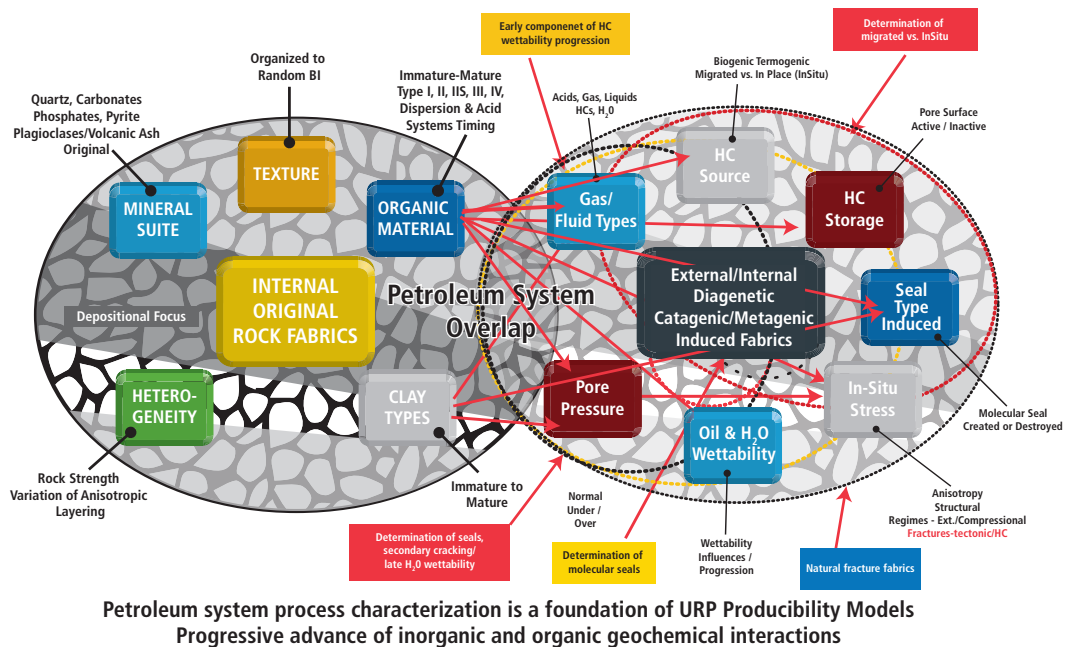 Early componenet of HC
wettability progression
Determination of
migrated vs. InSitu
Organized to
Random BI
Immature-Mature
Type I, II, IIS, III, IV,
Dispersion & Acid
Systems Timing
Biogenic Termogenic
Migrated vs. In Place (InSitu)
Quartz, Carbonates
Phosphates, Pyrite
Plagioclases/Volcanic Ash
Original
Acids, Gas, Liquids
HCs, H₂0
Pore Surface
Active / Inactive
TEXTURE
HC
Source
MINERAL
SUITE
ORGANIC
MATERIAL
Gas/
Fluid Types
HC
Storage
INTERNAL
ORIGINAL
ROCK FABRICS
Depositional Focus
Petroleum System
Overlap
External/Internal
Diagenetic
Catagenic/Metagenic
Induced Fabrics
Seal
Type
Induced
HETERO-
GENEITY
CLAY
TYPES
Pore
Pressure
Oil & H₂O
Wettability
In-Situ
Stress
Molecular Seal
Created or Destroyed
Rock Strength
Variation of Anisotropic
Layering
Immature to
Mature
Normal
Under /
Over
Anisotropy
Structural
Regimes - Ext./Compressional
Fractures-tectonic/HC
Determination of seals,
secondary cracking/
late H₂0 wettability
Determination of
molecular seals
Wettability
Influences /
Progression
Natural fracture fabrics
Petroleum system process characterization is a foundation of URP Producibility Models
Progressive advance of inorganic and organic geochemical interactions